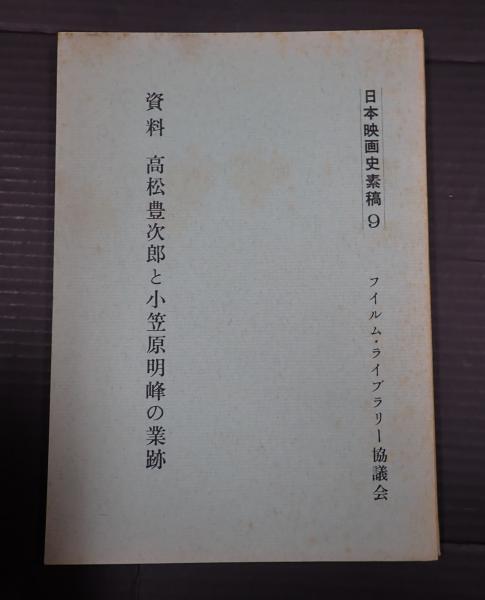 日本映画史素稿9
フイルム・ライブラリー協議会
資料 高松豊次郎と小笠原明峰の業跡